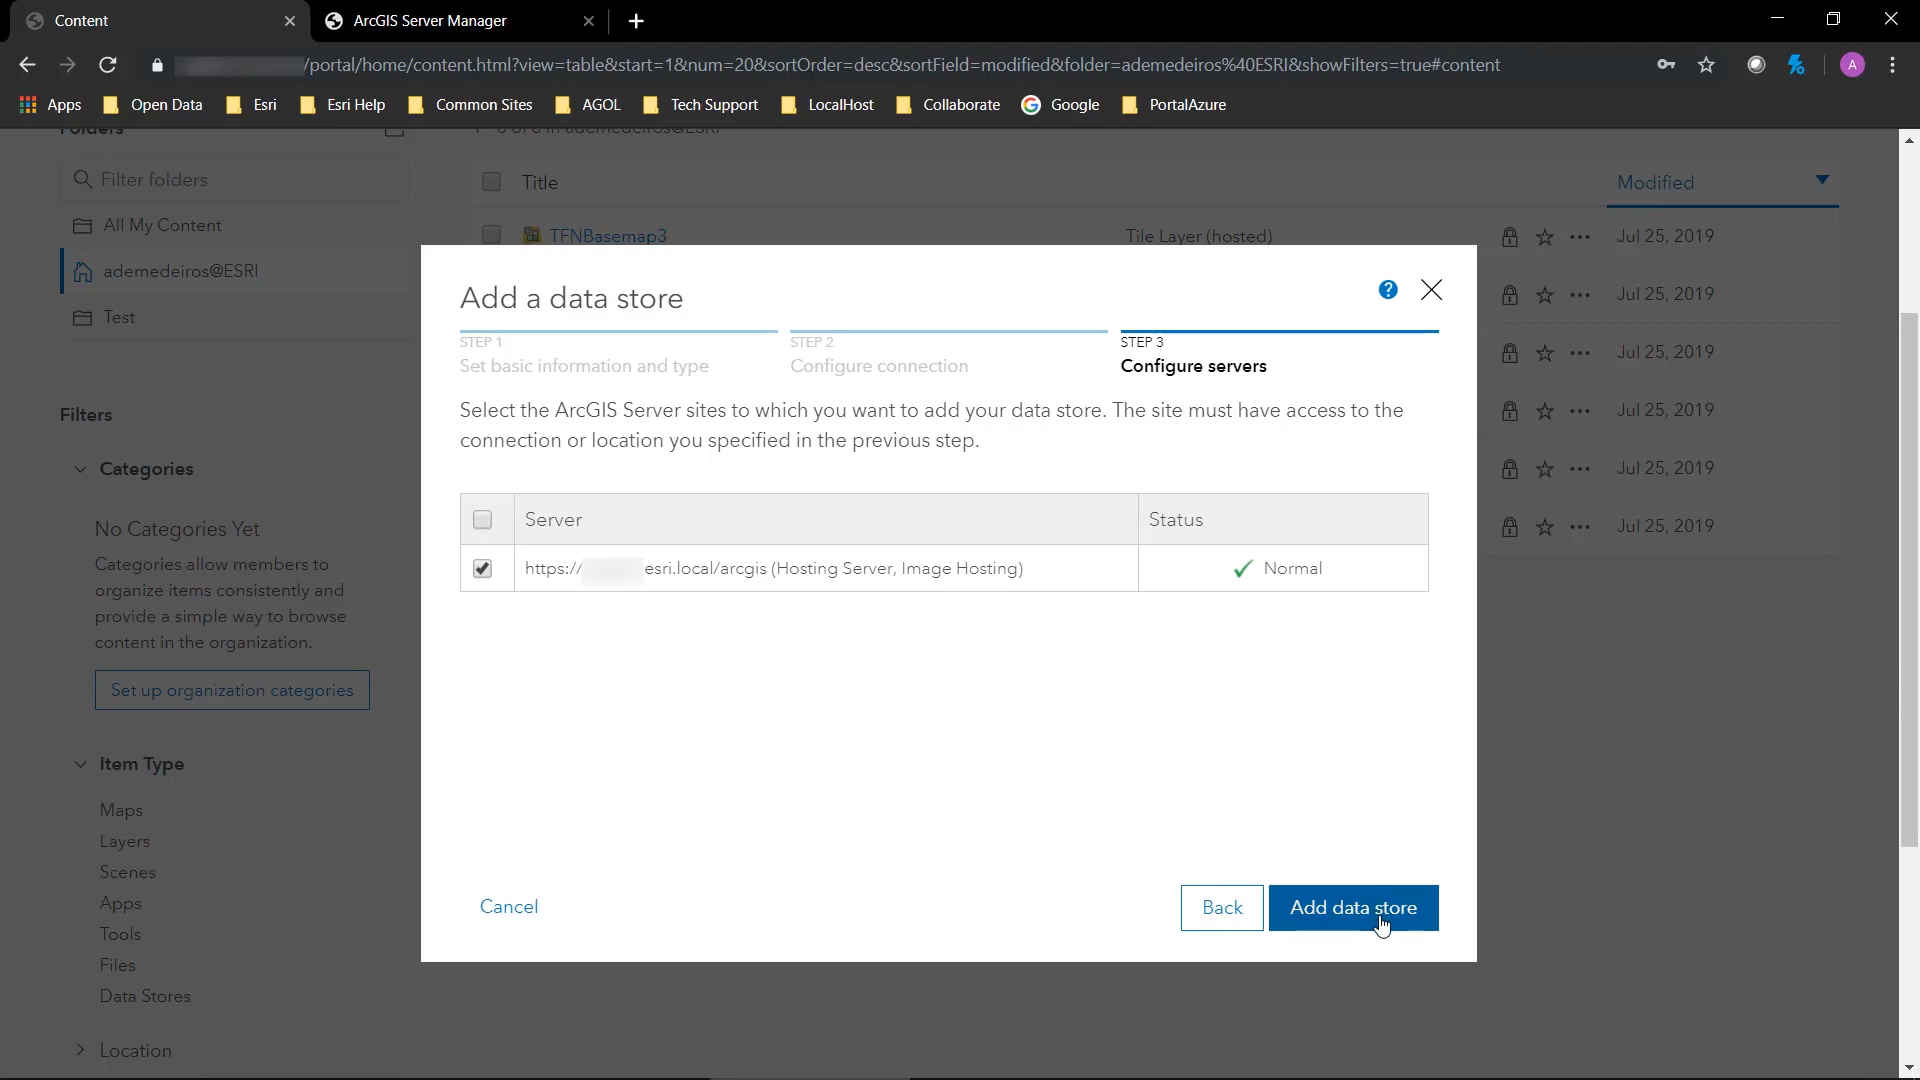 Content
ArcGIS Server Manager
/portal/home/content.html?view=table&start=1&num=20&sortOrder=desc&sortField=modified&folder=ademedeiros%40ESRI&showFilters=true#content
A
Apps Open Data Esri Esri Help Common Sites AGOL Tech Support LocalHost Collaborate Google PortalAzure
Folders
Filter folders
All My Content
ademedeiros@ESRI
Test
Filters
Categories
No Categories Yet
Categories allow members to
organize items consistently and
provide a simple way to browse
content in the organization.
Set up organization categories
Item Type
Maps
Layers
Scenes
Apps
Tools
Files
Data Stores
Location
Title Modified
TFNBasemap3 Tile Layer (hosted) Jul 25, 2019
Jul 25, 2019
Jul 25, 2019
Jul 25, 2019
Jul 25, 2019
Jul 25, 2019
Add a data store
?
STEP 1
Set basic information and type
STEP 2
Configure connection
STEP 3
Configure servers
Select the ArcGIS Server sites to which you want to add your data store. The site must have access to the
connection or location you specified in the previous step.
Server Status
https:// esri.local/arcgis (Hosting Server, Image Hosting) Normal
Cancel Back Add data store